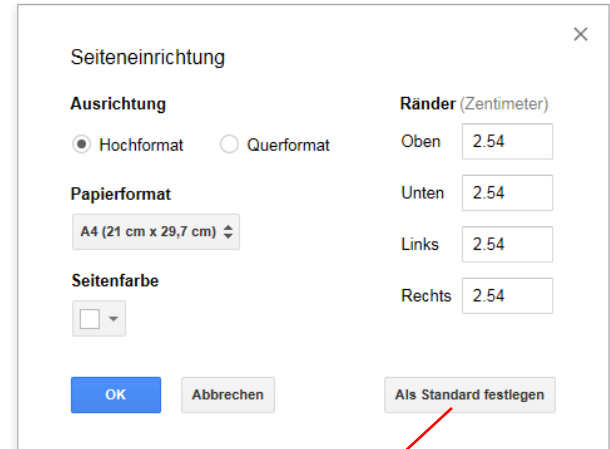 Seiteneinrichtung
Ausrichtung
Hochformat Querformat
Papierformat
A4 (21 cm x 29,7 cm)
Seitenfarbe
Ränder (Zentimeter)
Oben 2.54
Unten 2.54
Links 2.54
Rechts 2.54
OK Abbrechen Als Standard festlegen